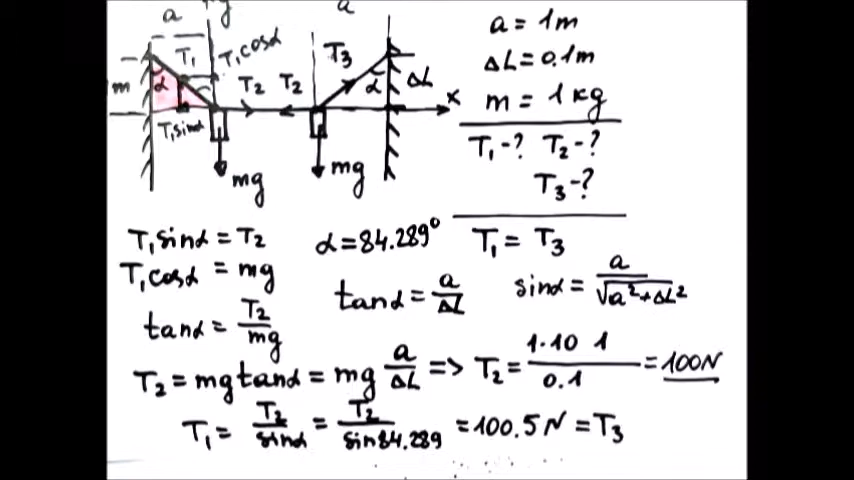 a y a
T₁ T₁cosα T₃
m α T₂ T₂ α ΔL x
T₁sinα
mg mg
a = 1m
ΔL = 0.1m
m = 1kg
T₁-? T₂-?
T₃-?
T₁sinα = T₂ α = 84.289° T₁ = T₃
T₁cosα = mg
tanα = a/ΔL sinα = a/√a²+ΔL²
tanα = T₂/mg
T₂ = mg tanα = mg a/ΔL => T₂ = 1·10 1/0.1 = 100N
T₁ = T₂/sinα = T₂/sin84.289 = 100.5N = T₃